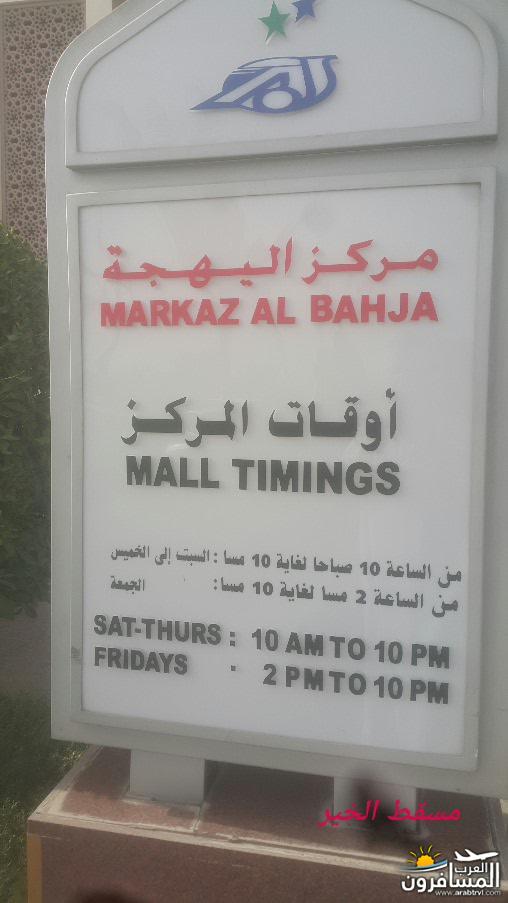 مركز البهجة
MARKAZ AL BAHJA
أوقات المركز
MALL TIMINGS
من الساعة 10 صباحا لغاية 10 مسا : السبت إلى الخميس
من الساعة 2 مسا لغاية 10 مسا : الجمعة
SAT-THURS : 10 AM TO 10 PM
FRIDAYS : 2 PM TO 10 PM
مسقط الخير
العرب
المسافرون
www.arabtrvl.com